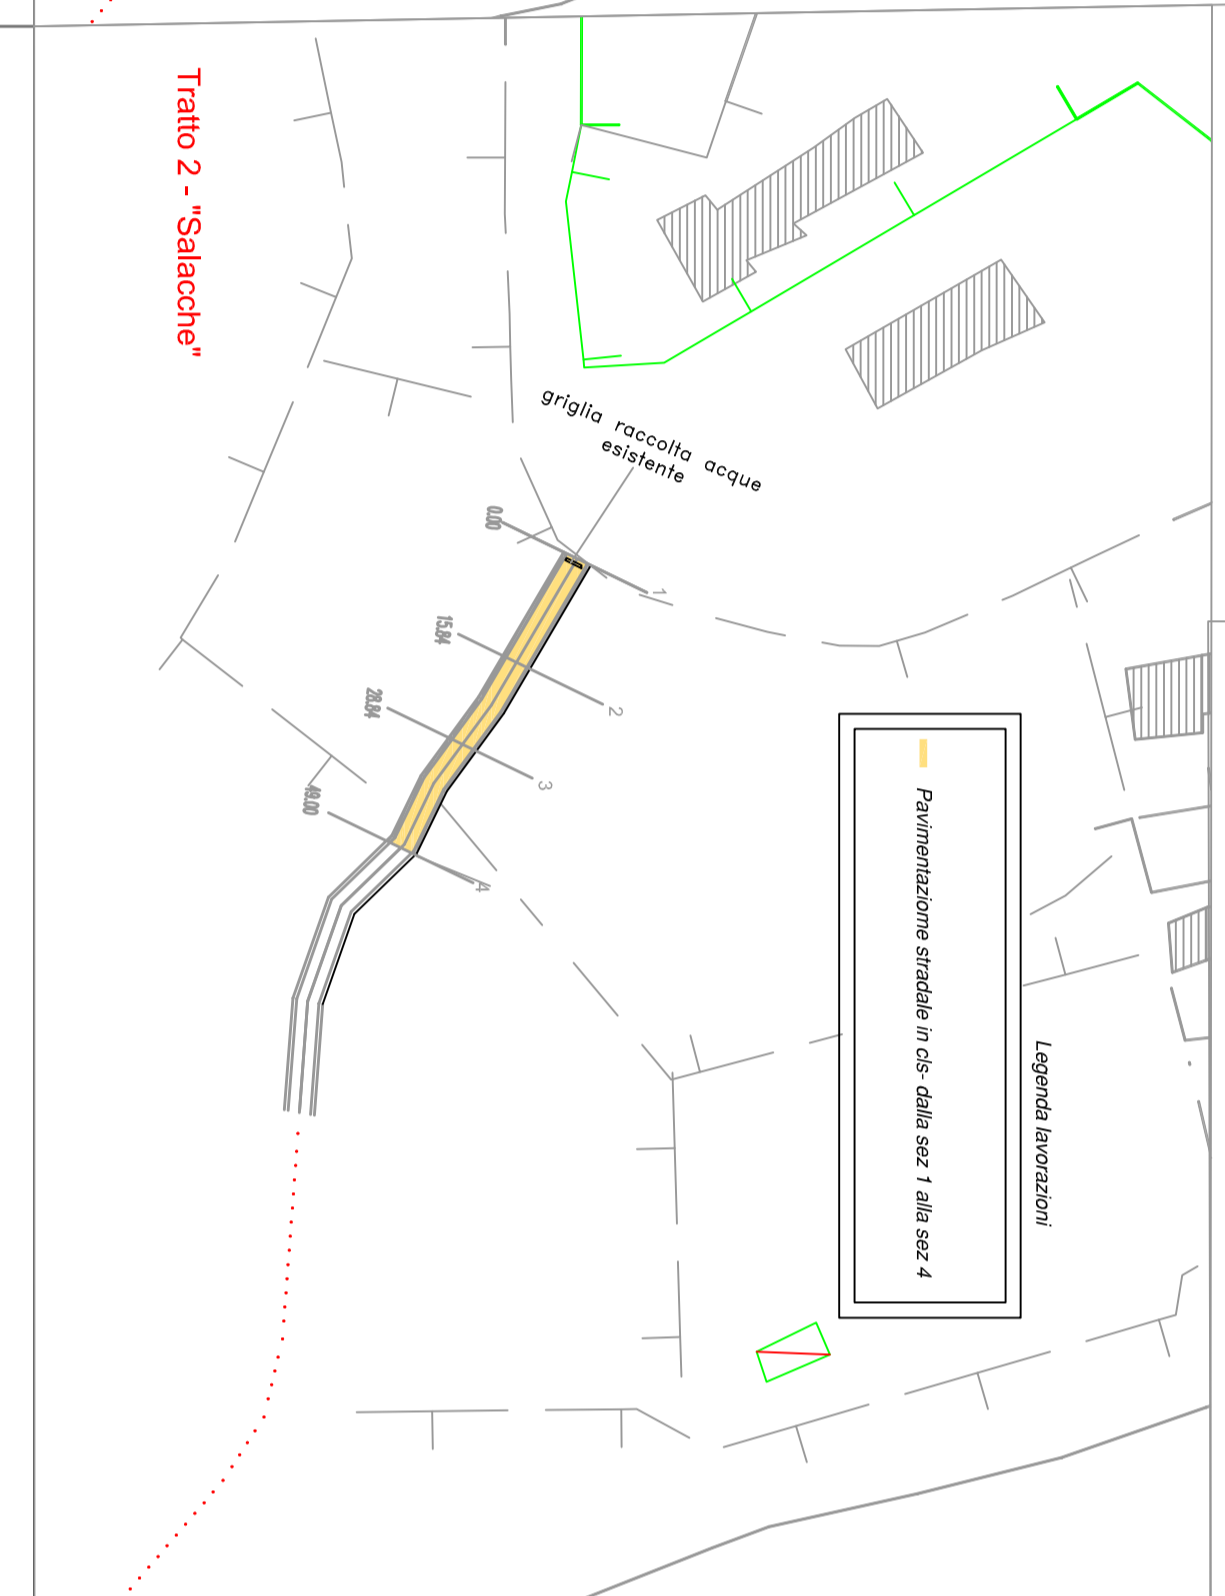 Tratto 2 - "Salacche"
griglia raccolta acque
esistente
0.00
1
15.84
2
28.84
3
49.00
4
Legenda lavorazioni
Pavimentaziome stradale in cls- dalla sez 1 alla sez 4